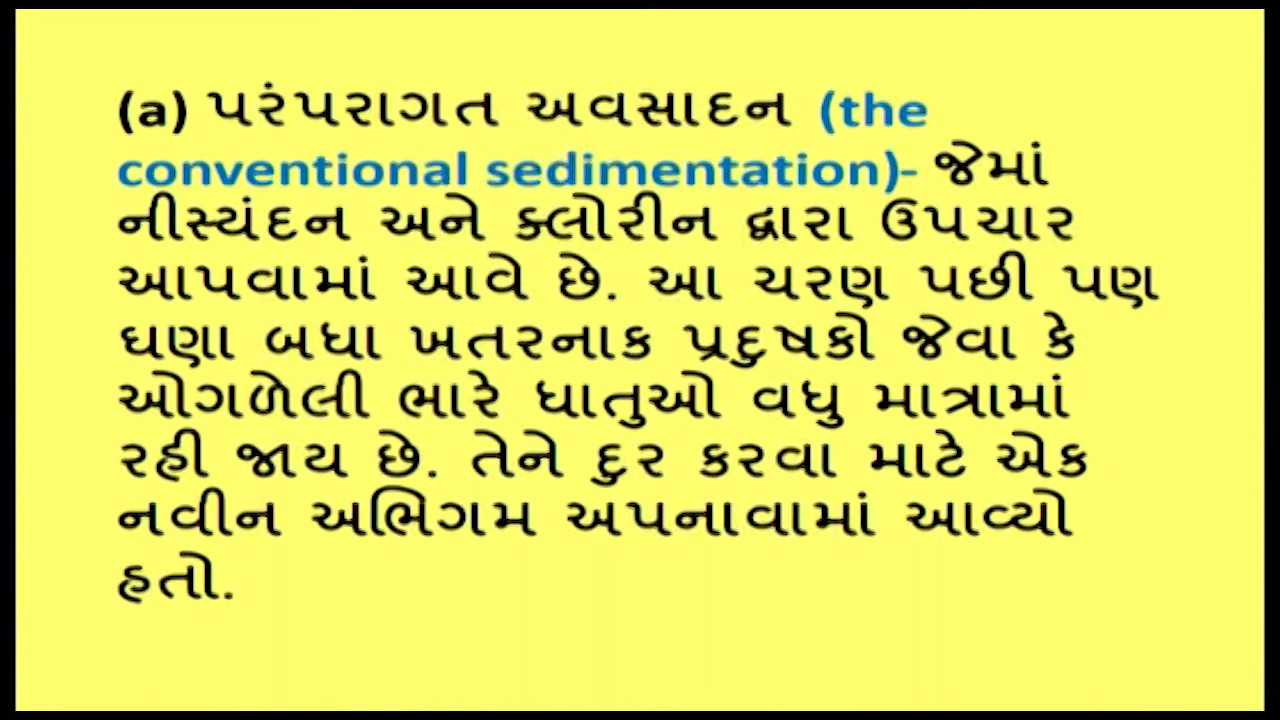 (a) પરંપરાગત અવસાદન (the
conventional sedimentation)- જેમાં
નીસ્યંદન અને ક્લોરીન દ્વારા ઉપચાર
આપવામાં આવે છે. આ ચરણ પછી પણ
ઘણા બધા ખતરનાક પ્રદુષકો જેવા કે
ઓગળેલી ભારે ધાતુઓ વધુ માત્રામાં
રહી જાય છે. તેને દુર કરવા માટે એક
નવીન અભિગમ અપનાવામાં આવ્યો
હતો.